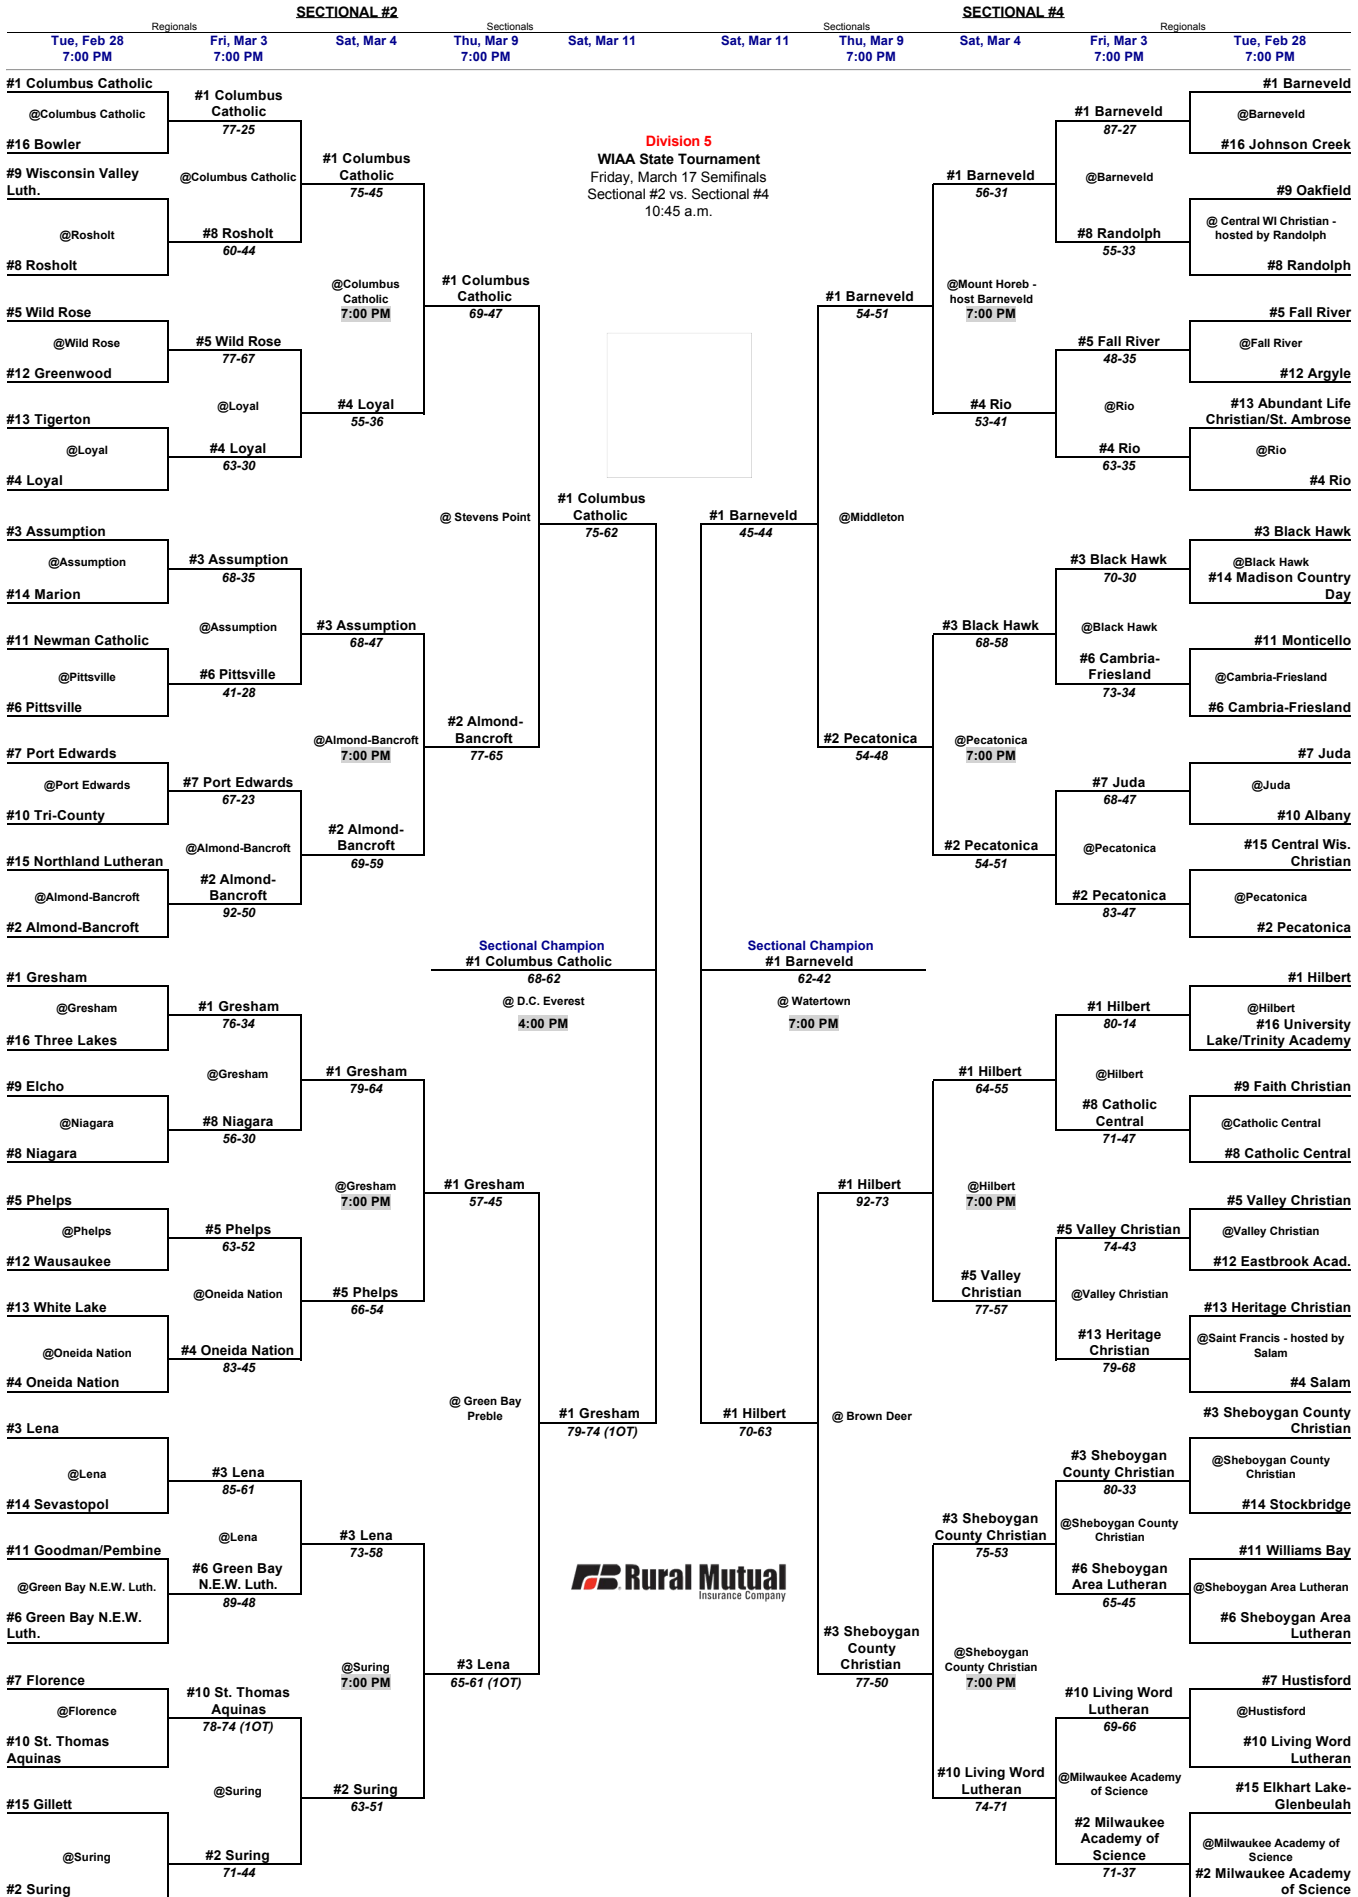 SECTIONAL #2
SECTIONAL #4
Regionals
Sectionals
Sectionals
Regionals
Tue, Feb 28
7:00 PM
Fri, Mar 3
7:00 PM
Sat, Mar 4
Thu, Mar 9
7:00 PM
Sat, Mar 11
Sat, Mar 11
Thu, Mar 9
7:00 PM
Sat, Mar 4
Fri, Mar 3
7:00 PM
Tue, Feb 28
7:00 PM
#1 Columbus Catholic
@Columbus Catholic
#16 Bowler
#9 Wisconsin Valley
Luth.
@Rosholt
#8 Rosholt
#5 Wild Rose
@Wild Rose
#12 Greenwood
#13 Tigerton
@Loyal
#4 Loyal
#3 Assumption
@Assumption
#14 Marion
#11 Newman Catholic
@Pittsville
#6 Pittsville
#7 Port Edwards
@Port Edwards
#10 Tri-County
#15 Northland Lutheran
@Almond-Bancroft
#2 Almond-Bancroft
#1 Gresham
@Gresham
#16 Three Lakes
#9 Elcho
@Niagara
#8 Niagara
#5 Phelps
@Phelps
#12 Wausaukee
#13 White Lake
@Oneida Nation
#4 Oneida Nation
#3 Lena
@Lena
#14 Sevastopol
#11 Goodman/Pembine
@Green Bay N.E.W. Luth.
#6 Green Bay N.E.W.
Luth.
#7 Florence
@Florence
#10 St. Thomas
Aquinas
#15 Gillett
@Suring
#2 Suring
#1 Columbus
Catholic
77-25
@Columbus Catholic
#8 Rosholt
60-44
#5 Wild Rose
77-67
@Loyal
#4 Loyal
63-30
#3 Assumption
68-35
@Assumption
#6 Pittsville
41-28
#7 Port Edwards
67-23
@Almond-Bancroft
#2 Almond-
Bancroft
92-50
#1 Gresham
76-34
@Gresham
#8 Niagara
56-30
#5 Phelps
63-52
@Oneida Nation
#4 Oneida Nation
83-45
#3 Lena
85-61
@Lena
#6 Green Bay
N.E.W. Luth.
89-48
#10 St. Thomas
Aquinas
78-74 (1OT)
@Suring
#2 Suring
71-44
#1 Columbus
Catholic
75-45
@Columbus
Catholic
7:00 PM
#4 Loyal
55-36
#3 Assumption
68-47
@Almond-Bancroft
7:00 PM
#2 Almond-
Bancroft
69-59
#1 Gresham
79-64
@Gresham
7:00 PM
#5 Phelps
66-54
#3 Lena
73-58
@Suring
7:00 PM
#2 Suring
63-51
#1 Columbus
Catholic
69-47
@ Stevens Point
#2 Almond-
Bancroft
77-65
#1 Gresham
57-45
@ Green Bay
Preble
#3 Lena
65-61 (1OT)
#1 Columbus
Catholic
75-62
#1 Gresham
79-74 (1OT)
Sectional Champion
#1 Columbus Catholic
68-62
@ D.C. Everest
4:00 PM
Division 5
WIAA State Tournament
Friday, March 17 Semifinals
Sectional #2 vs. Sectional #4
10:45 a.m.
Rural Mutual
Insurance Company
Sectional Champion
#1 Barneveld
62-42
@ Watertown
7:00 PM
#1 Barneveld
45-44
#1 Hilbert
70-63
#1 Barneveld
54-51
@Middleton
#2 Pecatonica
54-48
#1 Hilbert
92-73
@ Brown Deer
#3 Sheboygan
County
Christian
77-50
#1 Barneveld
56-31
@Mount Horeb -
host Barneveld
7:00 PM
#4 Rio
53-41
#3 Black Hawk
68-58
@Pecatonica
7:00 PM
#2 Pecatonica
54-51
#1 Hilbert
64-55
@Hilbert
7:00 PM
#5 Valley
Christian
77-57
#3 Sheboygan
County Christian
75-53
@Sheboygan
County Christian
7:00 PM
#10 Living Word
Lutheran
74-71
#1 Barneveld
87-27
@Barneveld
#8 Randolph
55-33
#5 Fall River
48-35
@Rio
#4 Rio
63-35
#3 Black Hawk
70-30
@Black Hawk
#6 Cambria-
Friesland
73-34
#7 Juda
68-47
@Pecatonica
#2 Pecatonica
83-47
#1 Hilbert
80-14
@Hilbert
#8 Catholic
Central
71-47
#5 Valley Christian
74-43
@Valley Christian
#13 Heritage
Christian
79-68
#3 Sheboygan
County Christian
80-33
@Sheboygan County
Christian
#6 Sheboygan
Area Lutheran
65-45
#10 Living Word
Lutheran
69-66
@Milwaukee Academy
of Science
#2 Milwaukee
Academy of
Science
71-37
#1 Barneveld
@Barneveld
#16 Johnson Creek
#9 Oakfield
@ Central WI Christian -
hosted by Randolph
#8 Randolph
#5 Fall River
@Fall River
#12 Argyle
#13 Abundant Life
Christian/St. Ambrose
@Rio
#4 Rio
#3 Black Hawk
@Black Hawk
#14 Madison Country
Day
#11 Monticello
@Cambria-Friesland
#6 Cambria-Friesland
#7 Juda
@Juda
#10 Albany
#15 Central Wis.
Christian
@Pecatonica
#2 Pecatonica
#1 Hilbert
@Hilbert
#16 University
Lake/Trinity Academy
#9 Faith Christian
@Catholic Central
#8 Catholic Central
#5 Valley Christian
@Valley Christian
#12 Eastbrook Acad.
#13 Heritage Christian
@Saint Francis - hosted by
Salam
#4 Salam
#3 Sheboygan County
Christian
@Sheboygan County
Christian
#14 Stockbridge
#11 Williams Bay
@Sheboygan Area Lutheran
#6 Sheboygan Area
Lutheran
#7 Hustisford
@Hustisford
#10 Living Word
Lutheran
#15 Elkhart Lake-
Glenbeulah
@Milwaukee Academy of
Science
#2 Milwaukee Academy
of Science